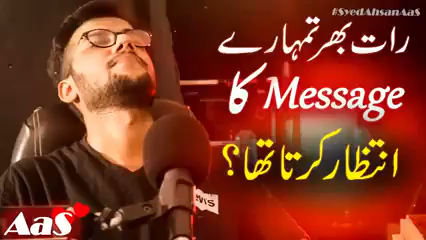 #SyedAhsanAaS
رات بھر تمہارے
Message کا
انتظار کرتا تھا؟
AaS